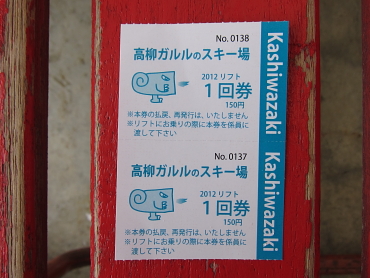 No. 0138
高柳ガルルのスキー場
2012 リフト
1回券
150円
※本券の払戻、再発行は、いたしません
※リフトにお乗りの際に本券を係員に
渡して下さい
Kashiwazaki
No. 0137
高柳ガルルのスキー場
2012 リフト
1回券
150円
※本券の払戻、再発行は、いたしません
※リフトにお乗りの際に本券を係員に
渡して下さい
Kashiwazaki